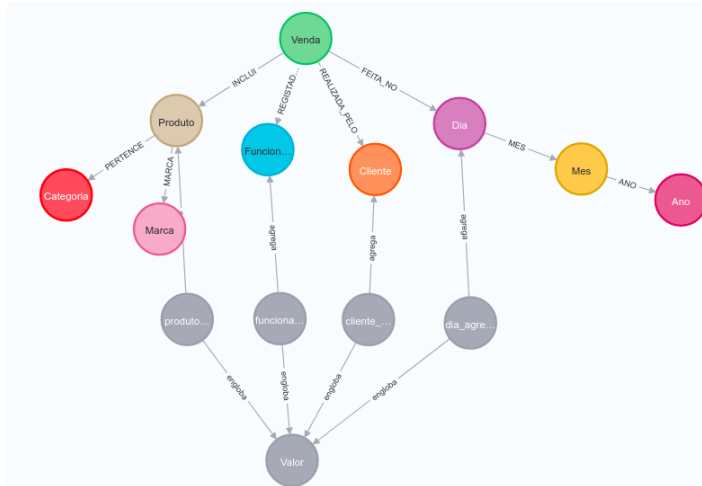 Venda
INCLUI
REGISTAD...
REALIZADA_PELO
FEITA_NO
Produto
Funcion...
Cliente
Dia
MES
Mes
ANO
Ano
PERTENCE
MARCA
Categoria
Marca
agrega
agrega
agrega
produto...
funciona...
cliente_...
dia_agre...
engloba
engloba
engloba
engloba
Valor